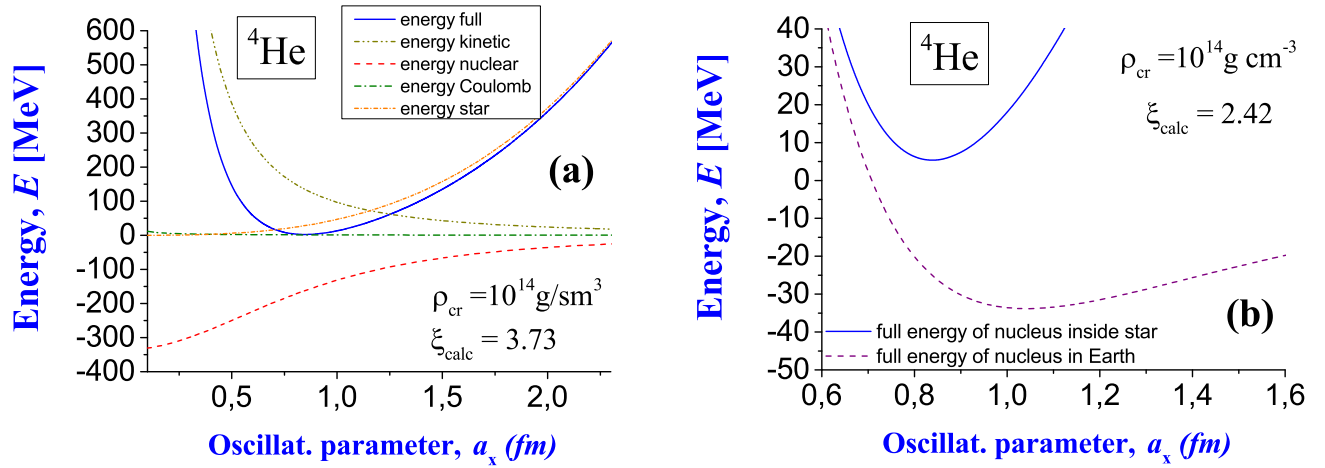 Energy, E [MeV]
600
500
400
300
200
100
0
-100
-200
-300
-400
⁴He
energy full
energy kinetic
energy nuclear
energy Coulomb
energy star
(a)
ρcr =10¹⁴g/sm³
ξcalc = 3.73
0,5 1,0 1,5 2,0
Oscillat. parameter, aₓ (fm)
Energy, E [MeV]
40
30
20
10
0
-10
-20
-30
-40
-50
⁴He
ρcr =10¹⁴g cm⁻³
ξcalc = 2.42
full energy of nucleus inside star
full energy of nucleus in Earth
(b)
0,6 0,8 1,0 1,2 1,4 1,6
Oscillat. parameter, aₓ (fm)